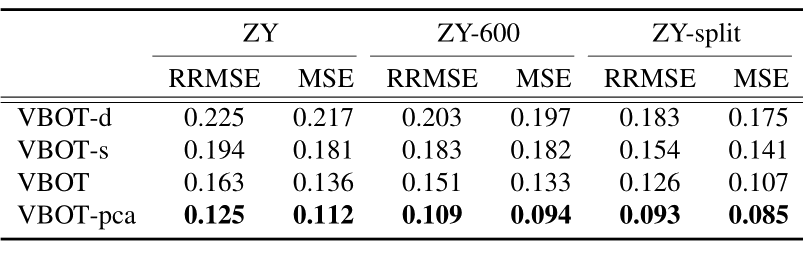 ZY ZY-600 ZY-split
RRMSE MSE RRMSE MSE RRMSE MSE
VBOT-d 0.225 0.217 0.203 0.197 0.183 0.175
VBOT-s 0.194 0.181 0.183 0.182 0.154 0.141
VBOT 0.163 0.136 0.151 0.133 0.126 0.107
VBOT-pca 0.125 0.112 0.109 0.094 0.093 0.085